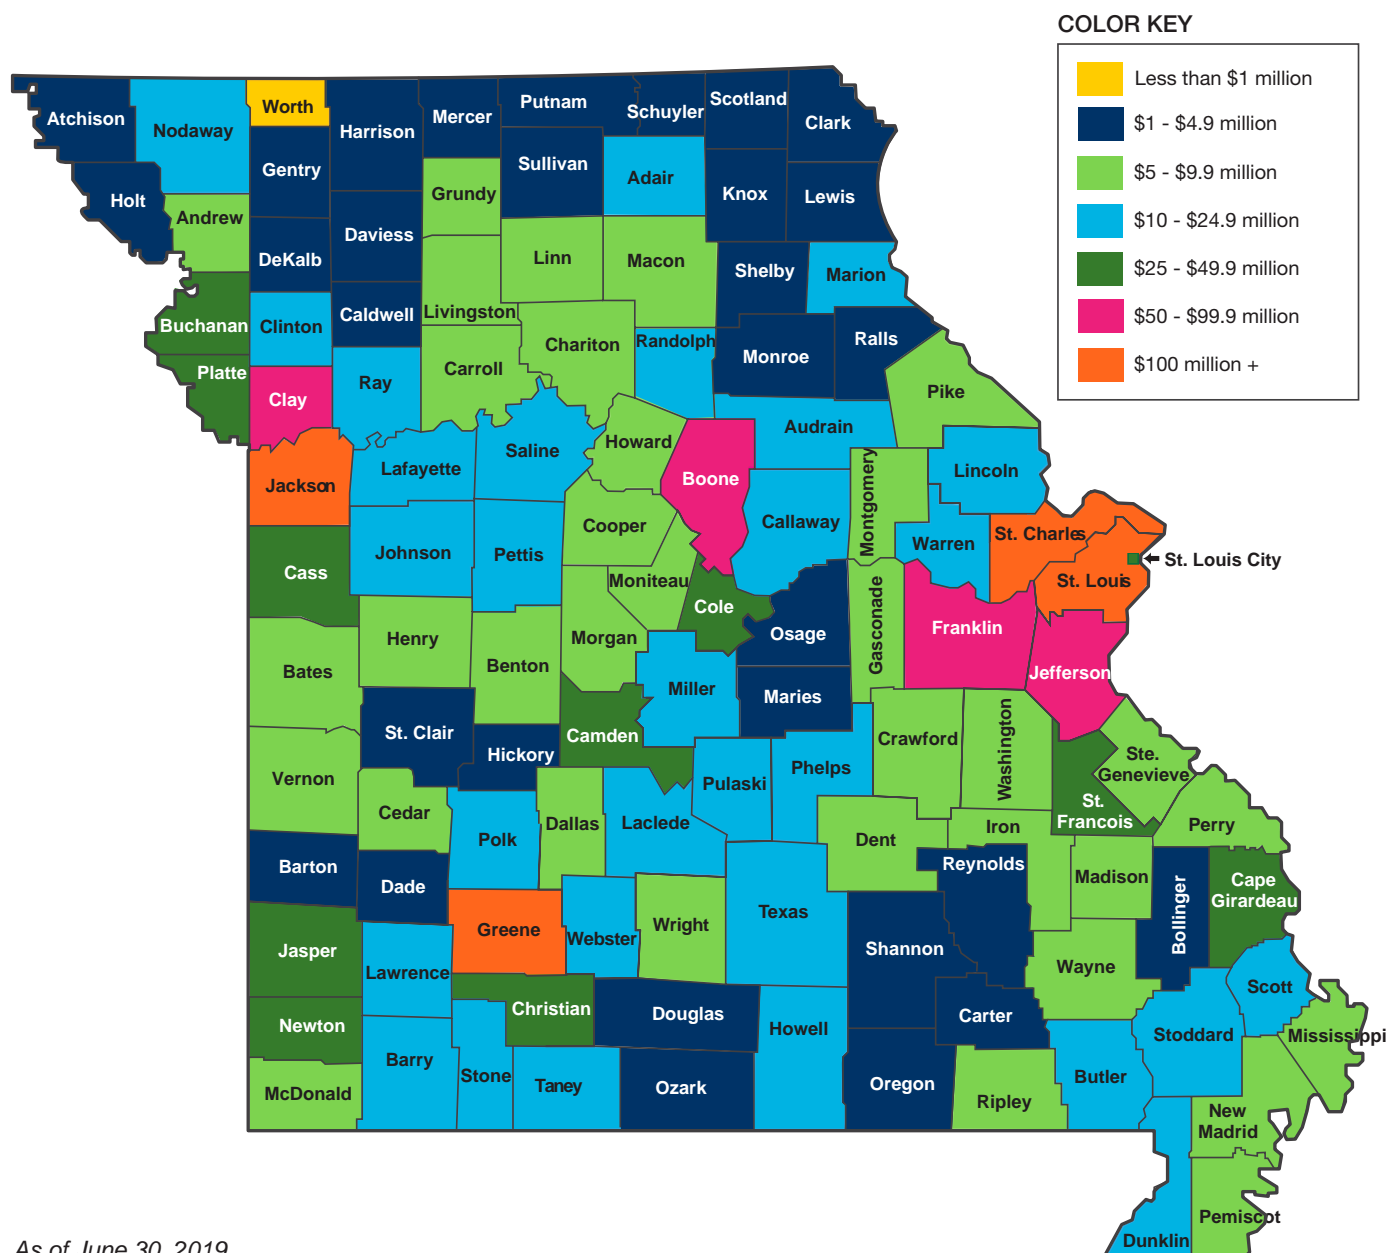 COLOR KEY
Less than $1 million
$1 - $4.9 million
$5 - $9.9 million
$10 - $24.9 million
$25 - $49.9 million
$50 - $99.9 million
$100 million +
Atchison
Nodaway
Worth
Harrison
Mercer
Putnam
Schuyler
Scotland
Clark
Holt
Andrew
Gentry
Grundy
Sullivan
Adair
Knox
Lewis
DeKalb
Daviess
Linn
Macon
Shelby
Marion
Buchanan
Clinton
Caldwell
Livingston
Chariton
Randolph
Monroe
Ralls
Platte
Clay
Ray
Carroll
Pike
Audrain
Jackson
Lafayette
Saline
Howard
Boone
Callaway
Montgomery
Lincoln
Cass
Johnson
Pettis
Cooper
Moniteau
Cole
Osage
Gasconade
Warren
St. Charles
St. Louis City
St. Louis
Franklin
Jefferson
Bates
Henry
Benton
Morgan
Miller
Maries
St. Clair
Hickory
Camden
Pulaski
Phelps
Crawford
Washington
Ste.
Genevieve
St.
Francois
Perry
Vernon
Cedar
Polk
Dallas
Laclede
Dent
Iron
Reynolds
Madison
Bollinger
Cape
Girardeau
Barton
Dade
Greene
Webster
Wright
Texas
Shannon
Wayne
Jasper
Lawrence
Christian
Douglas
Howell
Carter
Stoddard
Scott
Mississippi
Newton
Barry
Stone
Taney
Ozark
Oregon
Ripley
Butler
New
Madrid
McDonald
Pemiscot
Dunklin
As of June 30, 2019